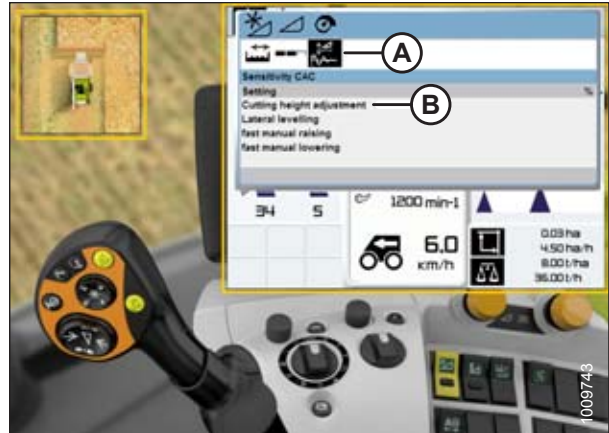 A
Sensitivity CAC
Setting %
Cutting height adjustment
B
Lateral levelling
fast manual raising
fast manual lowering
34
5
1200 min-1
6.0
km/h
0.03 ha
4.50 ha/h
8.00 t/ha
36.00 t/h
1009743